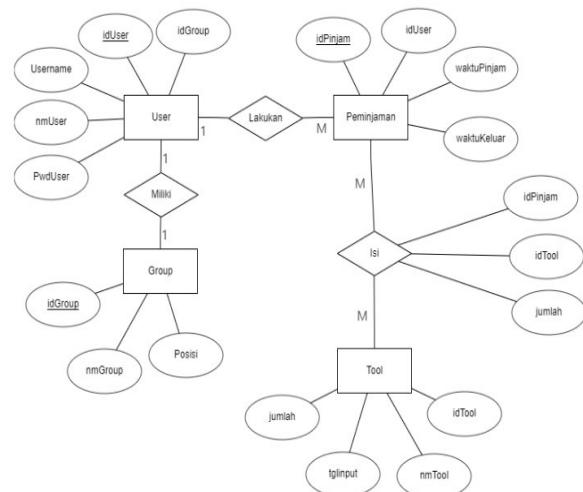 idUser
idGroup
Username
nmUser
PwdUser
User
1
1
Lakukan
M
idPinjam
idUser
waktuPinjam
waktuKeluar
Peminjaman
M
Miliki
1
Group
idGroup
nmGroup
Posisi
Isi
idPinjam
idTool
jumlah
M
Tool
jumlah
tglinput
nmTool
idTool